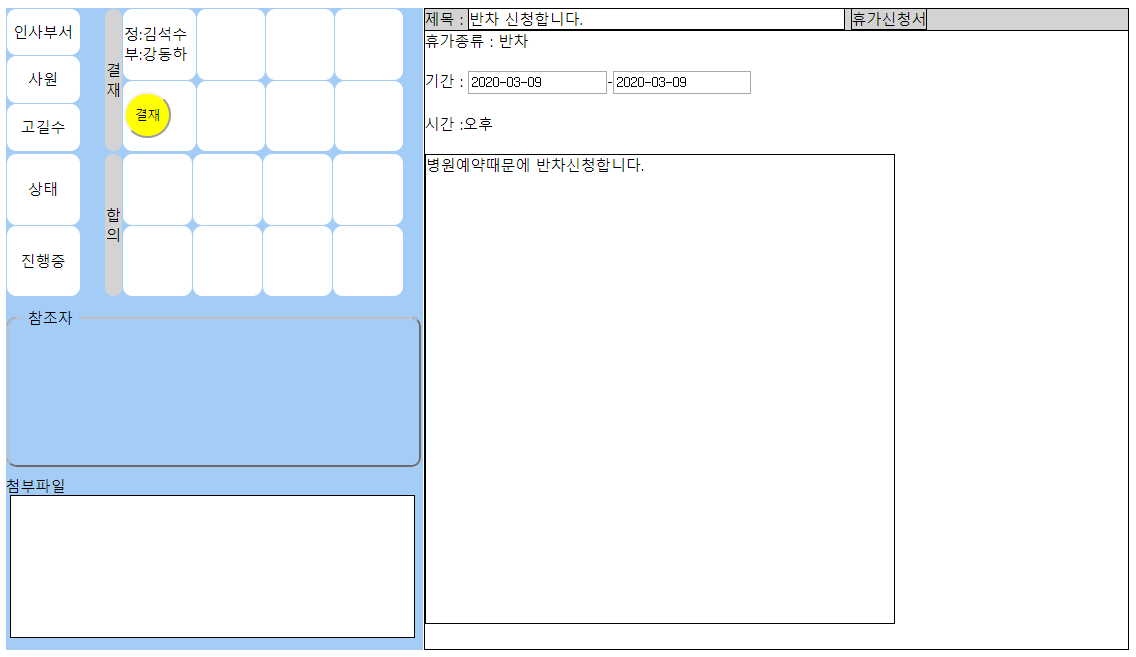 인사부서
사원
고길수
상태
진행중
결
재
정:김석수
부:강동하
결재
합
의
참조자
첨부파일
제목 : 반차 신청합니다. 휴가신청서
휴가종류 : 반차
기간 : 2020-03-09 - 2020-03-09
시간 :오후
병원예약때문에 반차신청합니다.